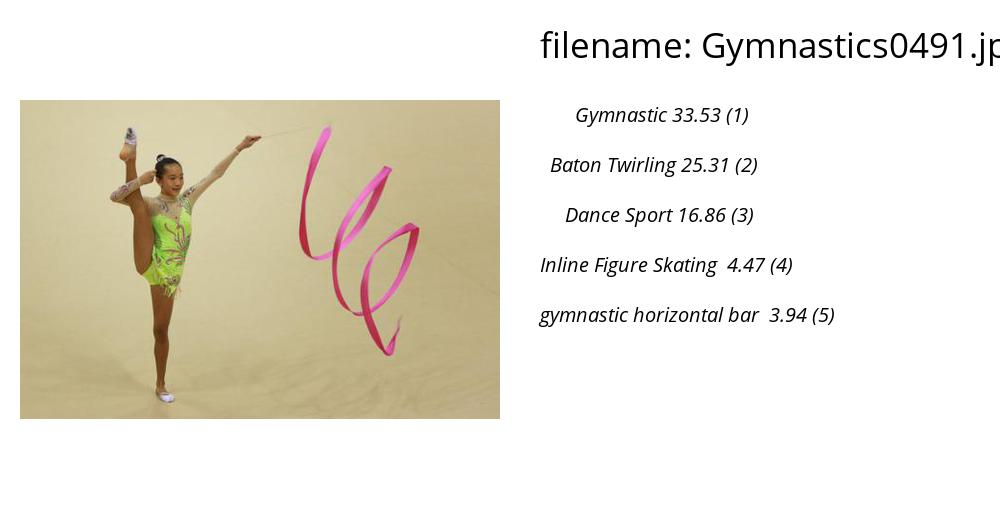 filename: Gymnastics0491.jp
Gymnastic 33.53 (1)
Baton Twirling 25.31 (2)
Dance Sport 16.86 (3)
Inline Figure Skating 4.47 (4)
gymnastic horizontal bar 3.94 (5)